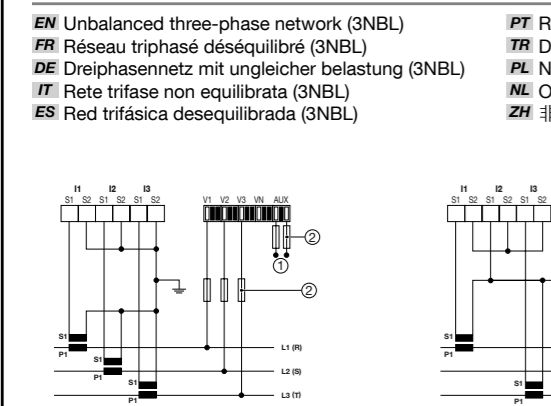 EN Unbalanced three-phase network (3NBL)
FR Réseau triphasé déséquilibré (3NBL)
DE Dreiphasennetz mit ungleicher belastung (3NBL)
IT Rete trifase non equilibrata (3NBL)
ES Red trifásica desequilibrada (3NBL)
PT R
TR D
PL N
NL O
ZH 非
I1 I2 I3
S1 S2 S1 S2 S1 S2
V1 V2 V3 VN AUX
2
1
2
S1
P1
L1 (R)
S1
P1
L2 (S)
S1
P1
L3 (T)
I1 I2 I3
S1 S2 S1 S2 S1 S2
S1
P1
S1
P1